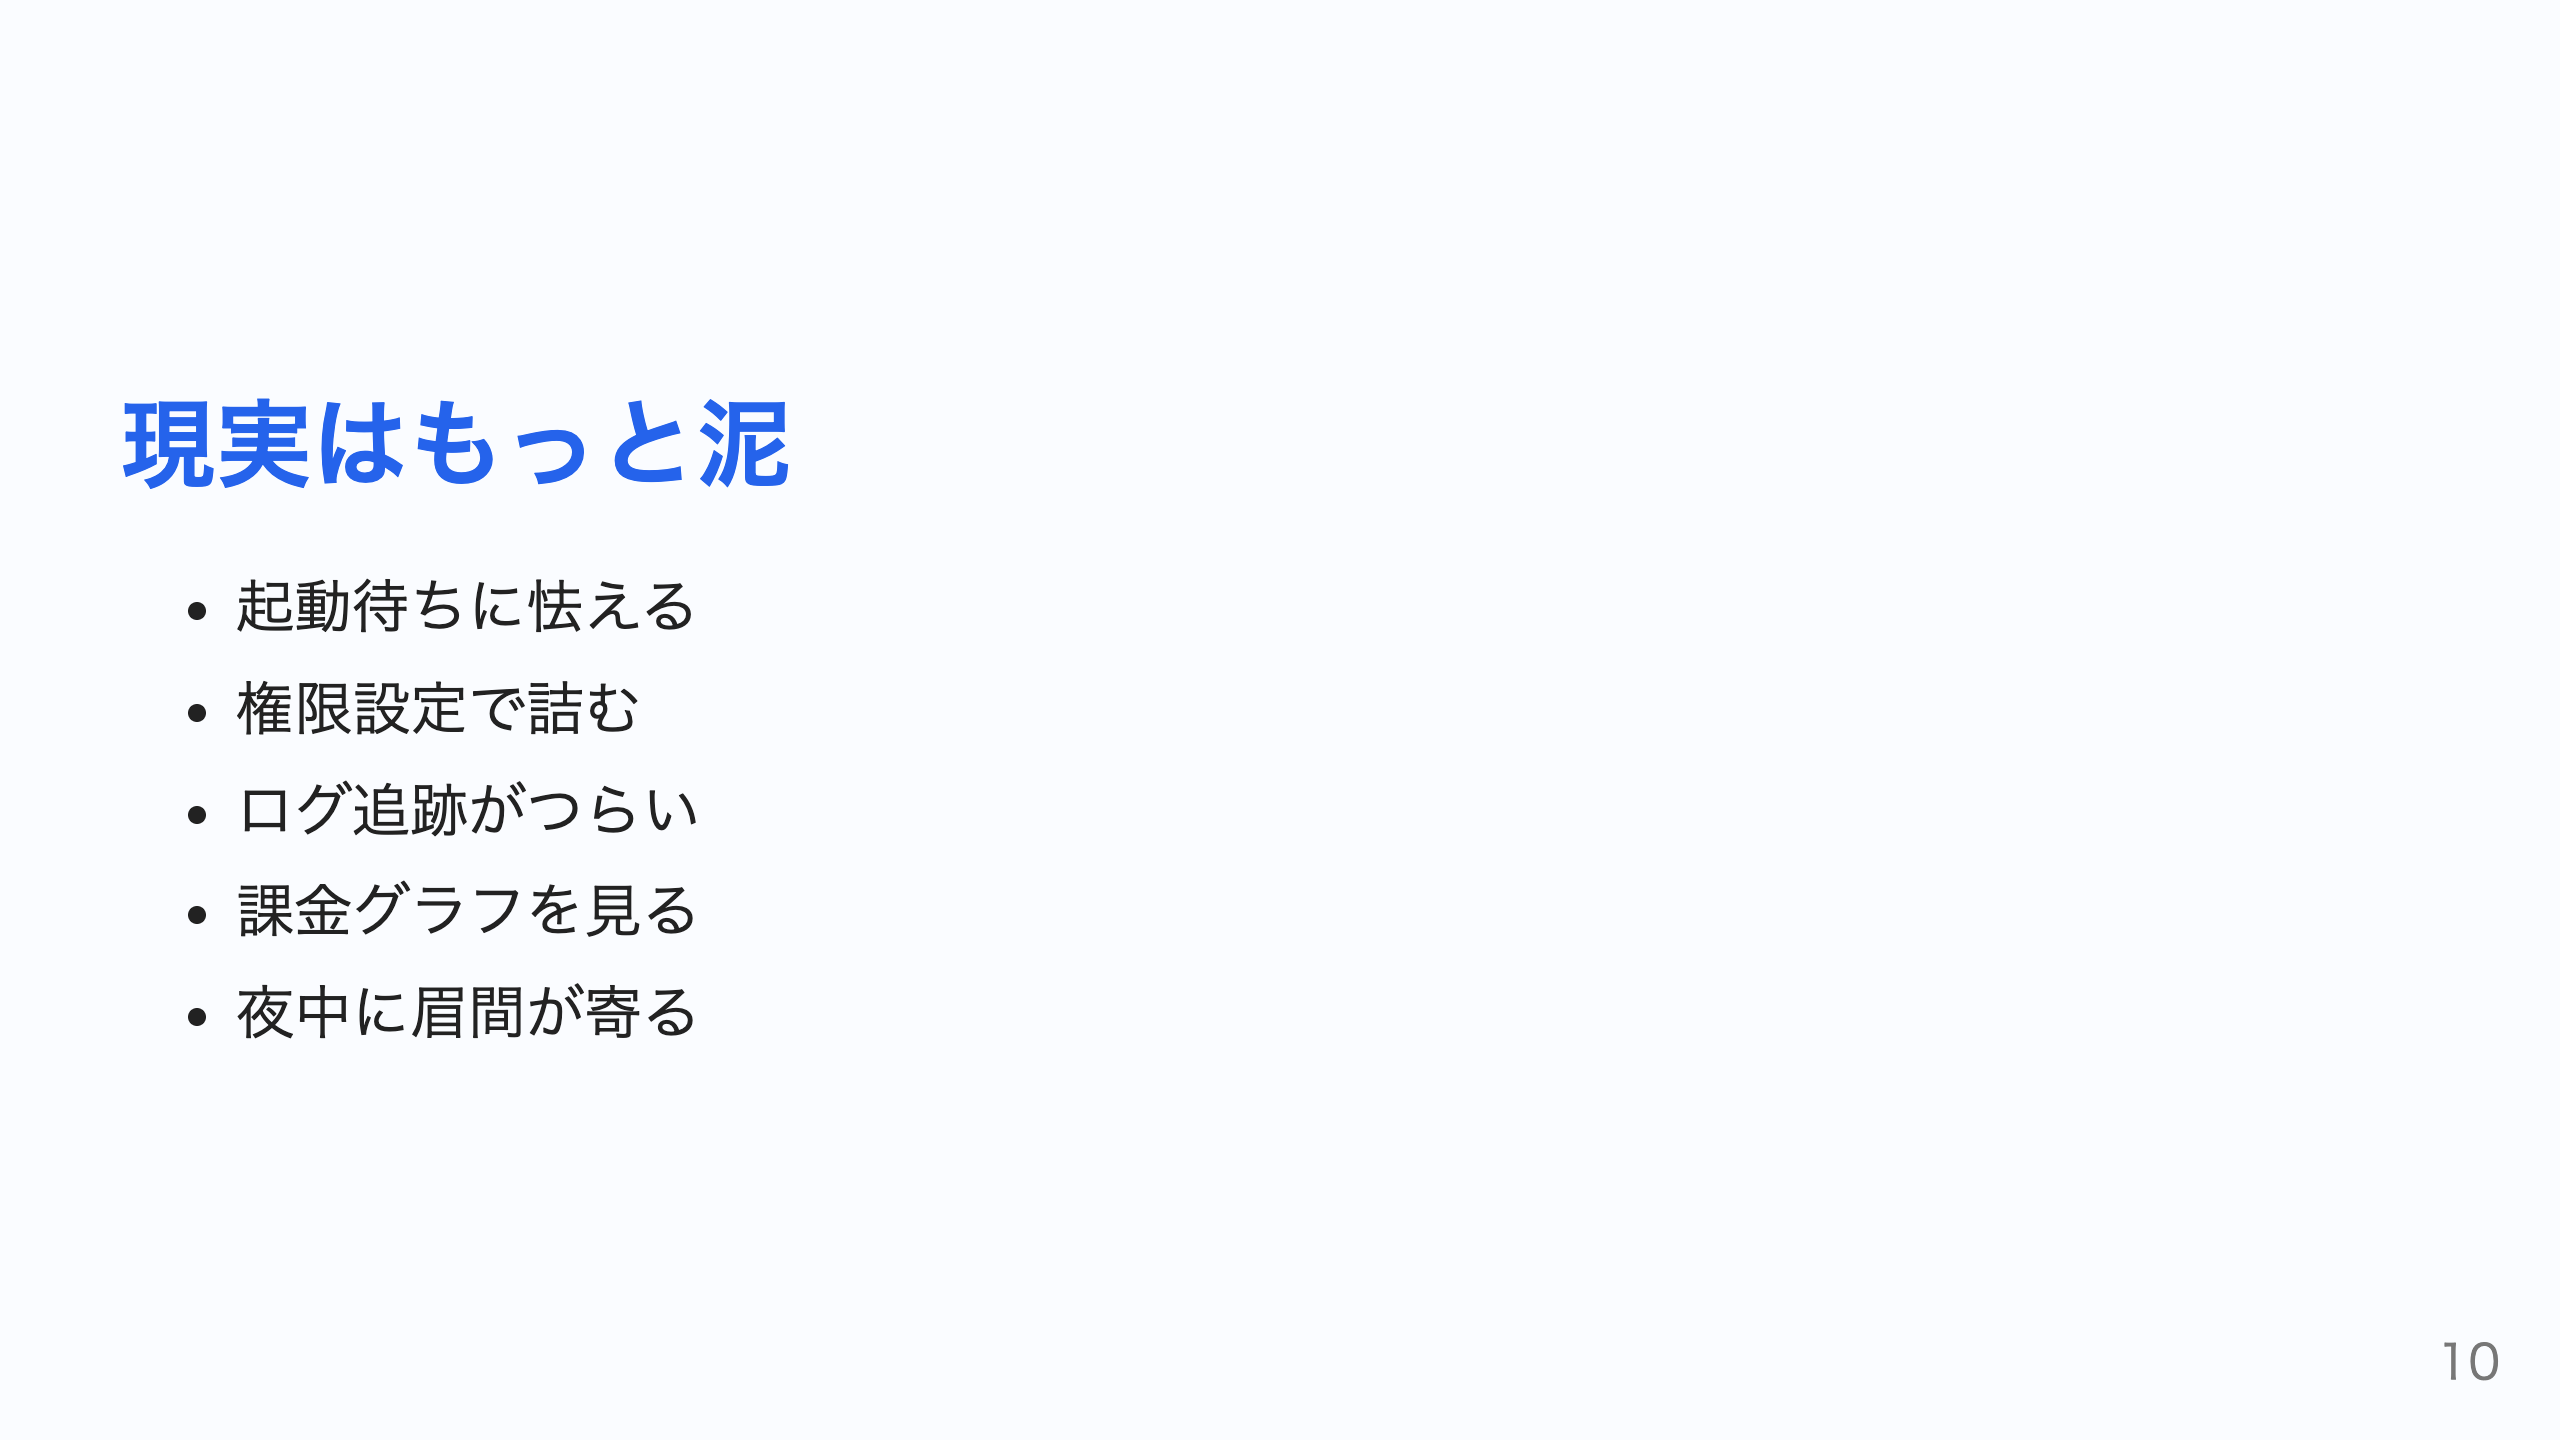 現実はもっと泥
• 起動待ちに怯える
• 権限設定で詰む
• ログ追跡がつらい
• 課金グラフを見る
• 夜中に眉間が寄る
10